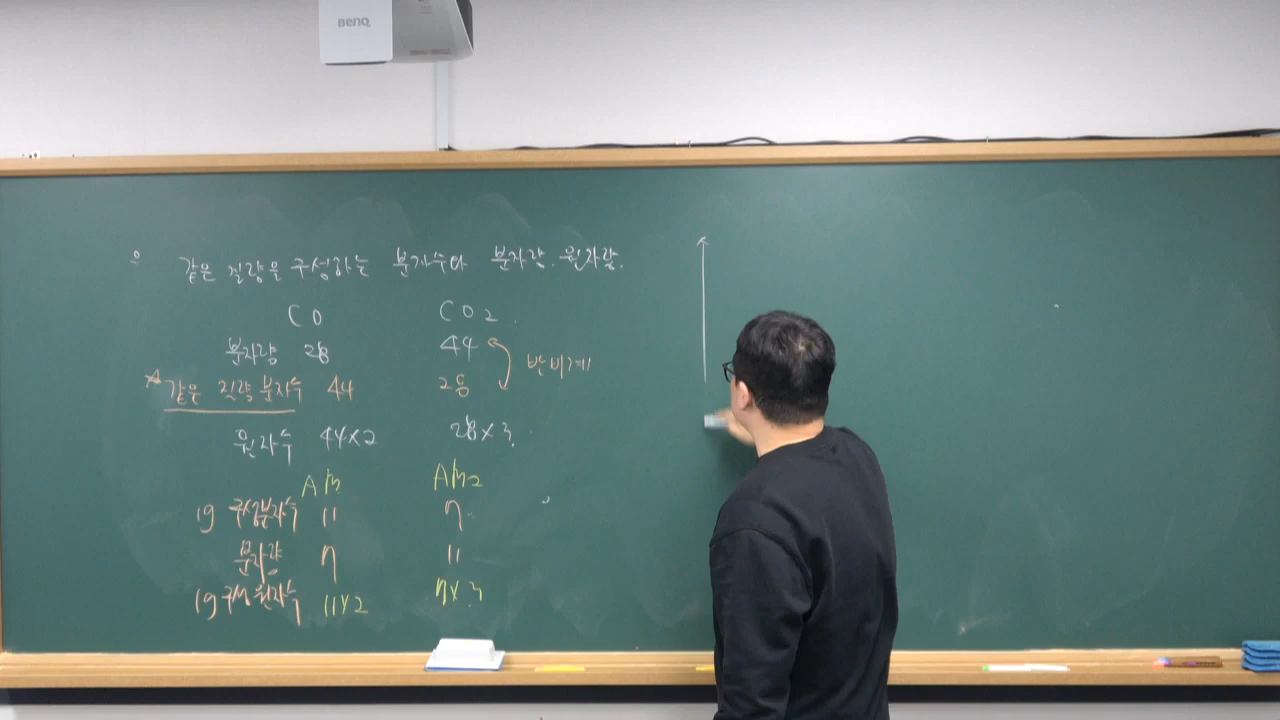 BenQ
같은 질량을 구성하는 분자수와 분자량. 원자량.
CO CO2.
분자량 28 44
같은 질량 분자수 44 28 반비례
원자수 44×2 28×3
AB AB2
1g 구성분자수 11 7
분자량 7 11
1g 구성원자수 11×2 7×3